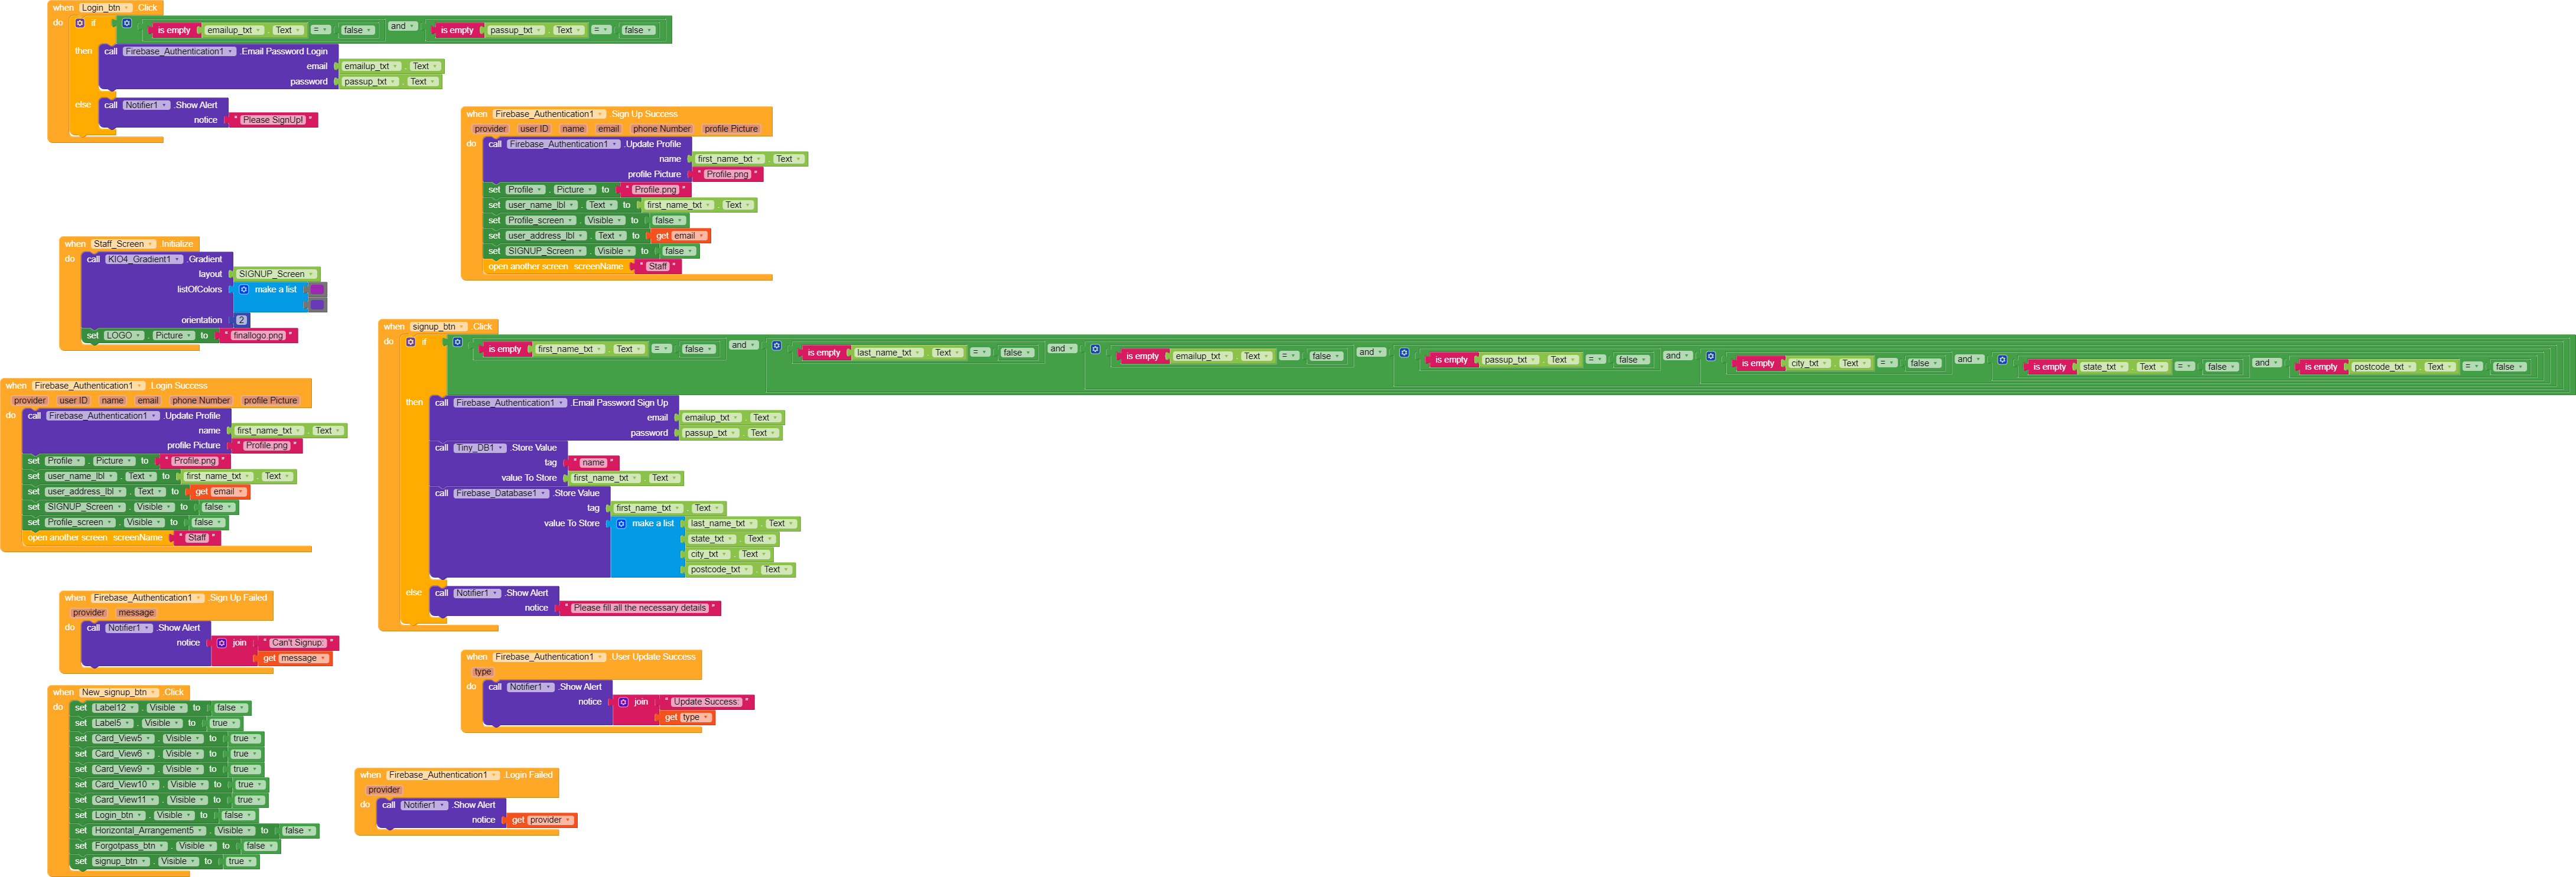 when Login_btn .Click
do if is empty emailup_txt . Text = false and is empty passup_txt . Text = false
then call Firebase_Authentication1 .Email Password Login
email emailup_txt . Text
password passup_txt . Text
else call Notifier1 .Show Alert
notice " Please SignUp! "
when Firebase_Authentication1 .Sign Up Success
provider user ID name email phone Number profile Picture
do call Firebase_Authentication1 .Update Profile
name first_name_txt . Text
profile Picture " Profile.png "
set Profile . Picture to " Profile.png "
set user_name_lbl . Text to first_name_txt . Text
set Profile_screen . Visible to false
set user_address_lbl . Text to get email
set SIGNUP_Screen . Visible to false
open another screen screenName " Staff "
when Staff_Screen .Initialize
do call KIO4_Gradient1 .Gradient
layout SIGNUP_Screen
listOfColors make a list
orientation 2
set LOGO . Picture to " finallogo.png "
when signup_btn .Click
do if is empty first_name_txt . Text = false and is empty last_name_txt . Text = false and is empty emailup_txt . Text = false and is empty passup_txt . Text = false and is empty city_txt . Text = false and is empty state_txt . Text = false and is empty postcode_txt . Text = false
then call Firebase_Authentication1 .Email Password Sign Up
email emailup_txt . Text
password passup_txt . Text
call Tiny_DB1 .Store Value
tag " name "
value To Store first_name_txt . Text
call Firebase_Database1 .Store Value
tag first_name_txt . Text
value To Store make a list last_name_txt . Text
state_txt . Text
city_txt . Text
postcode_txt . Text
else call Notifier1 .Show Alert
notice " Please fill all the necessary details "
when Firebase_Authentication1 .Login Success
provider user ID name email phone Number profile Picture
do call Firebase_Authentication1 .Update Profile
name first_name_txt . Text
profile Picture " Profile.png "
set Profile . Picture to " Profile.png "
set user_name_lbl . Text to first_name_txt . Text
set user_address_lbl . Text to get email
set SIGNUP_Screen . Visible to false
set Profile_screen . Visible to false
open another screen screenName " Staff "
when Firebase_Authentication1 .Sign Up Failed
provider message
do call Notifier1 .Show Alert
notice join " Can't Signup: "
get message
when Firebase_Authentication1 .User Update Success
type
do call Notifier1 .Show Alert
notice join " Update Success: "
get type
when New_signup_btn .Click
do set Label12 . Visible to false
set Label5 . Visible to true
set Card_View5 . Visible to true
set Card_View6 . Visible to true
set Card_View9 . Visible to true
set Card_View10 . Visible to true
set Card_View11 . Visible to true
set Login_btn . Visible to false
set Horizontal_Arrangement5 . Visible to false
set Forgotpass_btn . Visible to false
set signup_btn . Visible to true
when Firebase_Authentication1 .Login Failed
provider
do call Notifier1 .Show Alert
notice get provider